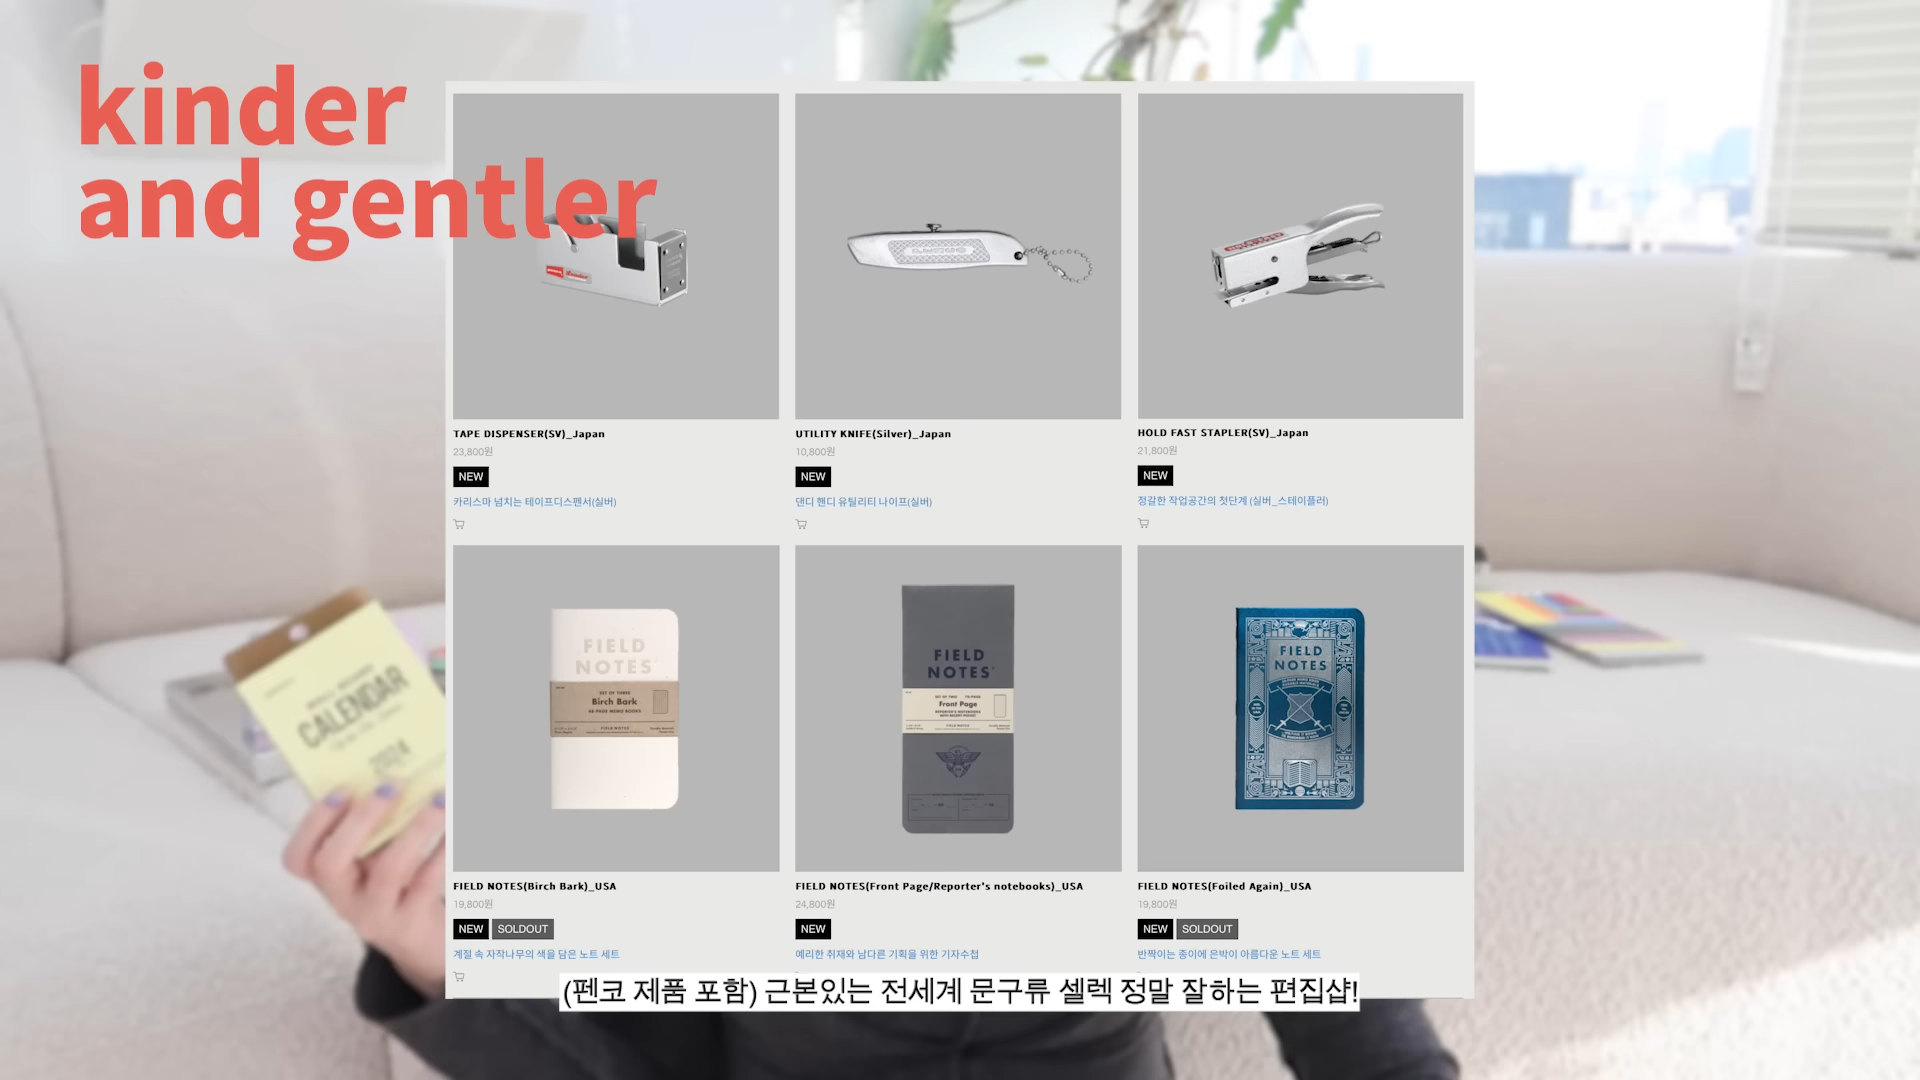 kinder
and gentler
TAPE DISPENSER(SV)_Japan
23,800원
NEW
카리스마 넘치는 테이프디스펜서(실버)
UTILITY KNIFE(Silver)_Japan
10,800원
NEW
댄디 핸디 유틸리티 나이프(실버)
HOLD FAST STAPLER(SV)_Japan
21,800원
NEW
정갈한 작업공간의 첫단계 (실버_스테이플러)
FIELD
NOTES
SET OF THREE
Birch Bark
48-PAGE MEMO BOOKS
FIELD NOTES(Birch Bark)_USA
19,800원
NEW SOLDOUT
계절 속 자작나무의 색을 담은 노트 세트
FIELD
NOTES
Front Page
FIELD NOTES(Front Page/Reporter's notebooks)_USA
24,800원
NEW
예리한 취재와 남다른 기획을 위한 기자수첩
FIELD
NOTES
FIELD NOTES(Foiled Again)_USA
19,800원
NEW SOLDOUT
반짝이는 종이에 은박이 아름다운 노트 세트
CALENDAR
2024
(펜코 제품 포함) 근본있는 전세계 문구류 셀렉 정말 잘하는 편집샵!